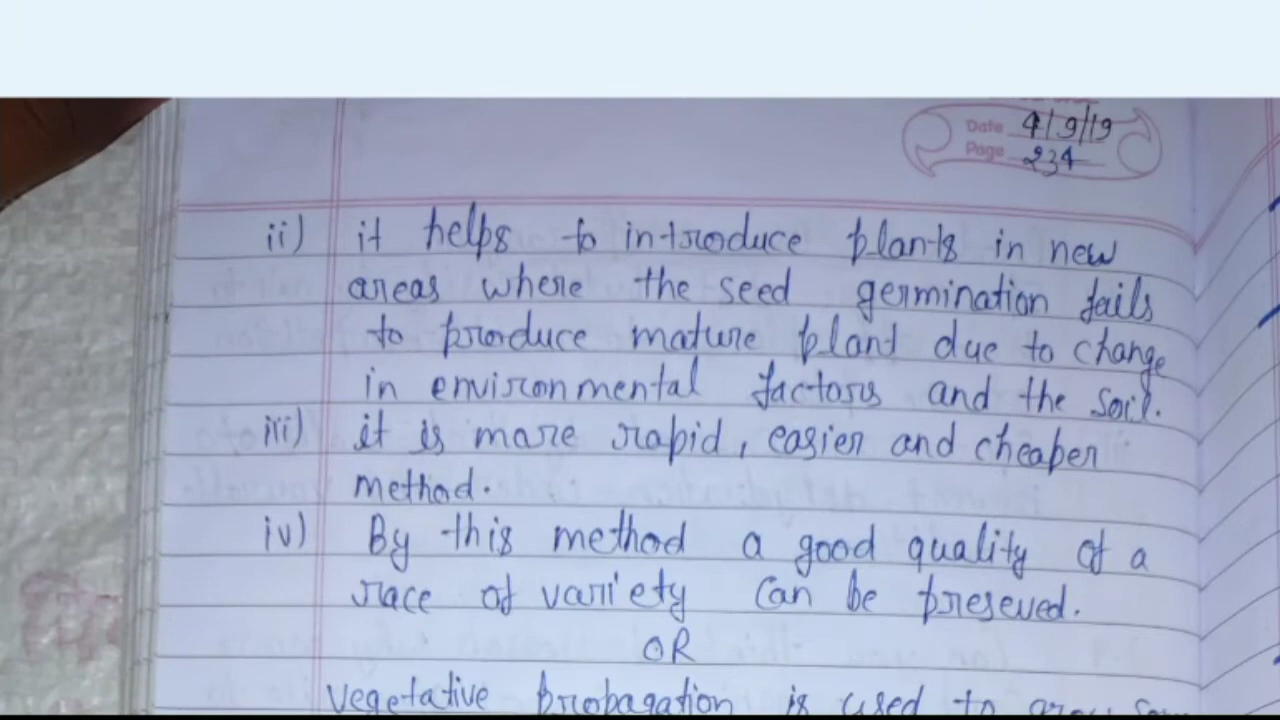 Date 4/9/19
Page 234
ii) it helps to introduce plants in new
areas where the seed germination fails
to produce mature plant due to change
in environmental factors and the soil.
iii) it is more rapid, easier and cheaper
method.
iv) By this method a good quality of a
race of variety can be preseved.
OR
vegetative propagation is used to grow